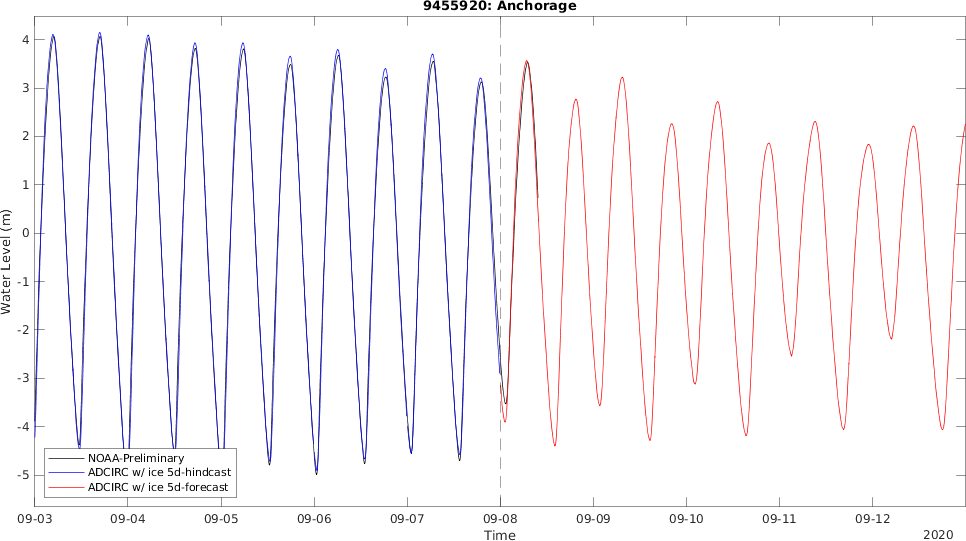 9455920: Anchorage
4
3
2
1
0
-1
-2
-3
-4
-5
Water Level (m)
NOAA-Preliminary
ADCIRC w/ ice 5d-hindcast
ADCIRC w/ ice 5d-forecast
09-03 09-04 09-05 09-06 09-07 09-08 09-09 09-10 09-11 09-12
Time
2020